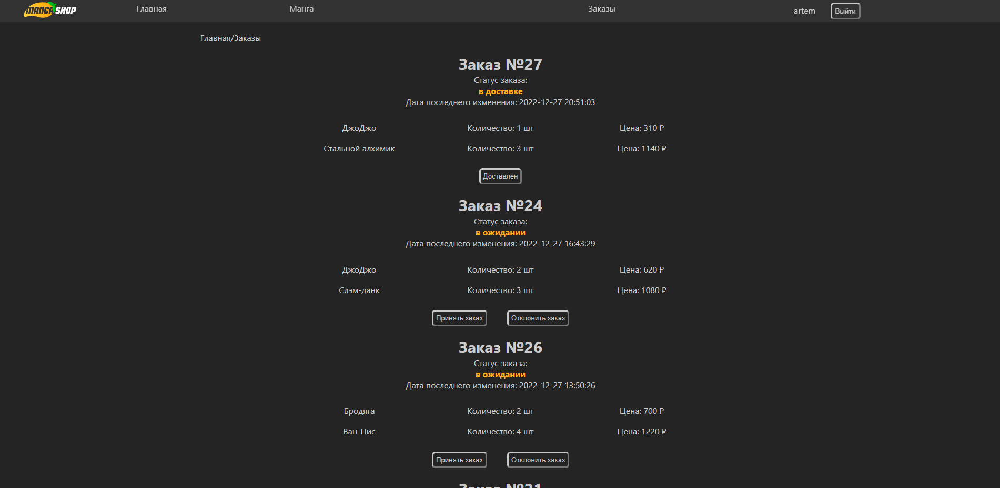 MANGA SHOP
Главная
Манга
Заказы
artem
Выйти
Главная/Заказы
Заказ №27
Статус заказа:
в доставке
Дата последнего изменения: 2022-12-27 20:51:03
ДжоДжо Количество: 1 шт Цена: 310 ₽
Стальной алхимик Количество: 3 шт Цена: 1140 ₽
Доставлен
Заказ №24
Статус заказа:
в ожидании
Дата последнего изменения: 2022-12-27 16:43:29
ДжоДжо Количество: 2 шт Цена: 620 ₽
Слэм-данк Количество: 3 шт Цена: 1080 ₽
Принять заказ Отклонить заказ
Заказ №26
Статус заказа:
в ожидании
Дата последнего изменения: 2022-12-27 13:50:26
Бродяга Количество: 2 шт Цена: 700 ₽
Ван-Пис Количество: 4 шт Цена: 1220 ₽
Принять заказ Отклонить заказ
Заказ №21